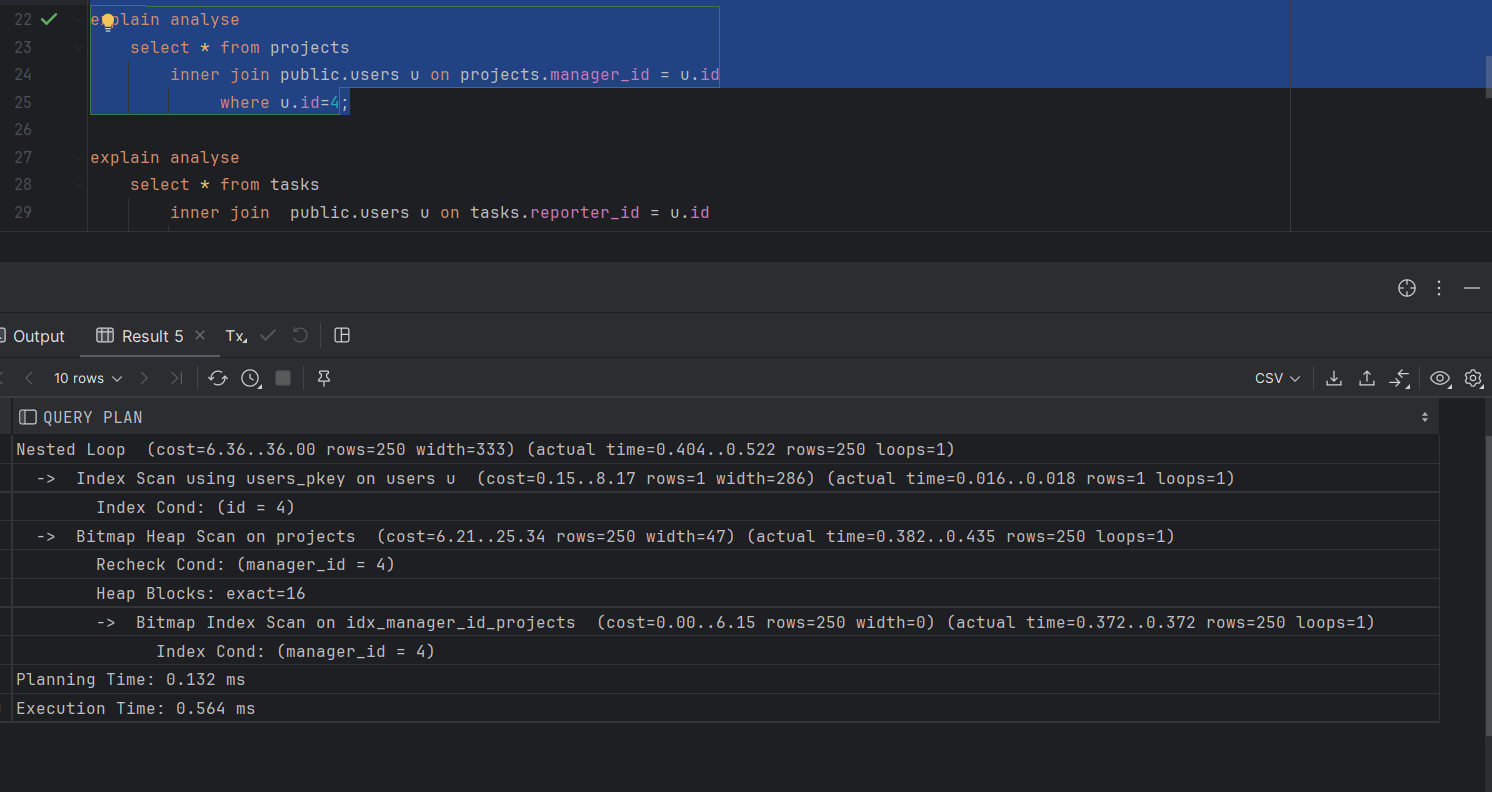 22 explain analyse
23 select * from projects
24 inner join public.users u on projects.manager_id = u.id
25 where u.id=4;
26
27 explain analyse
28 select * from tasks
29 inner join  public.users u on tasks.reporter_id = u.id
Output Result 5 Tx
10 rows CSV
QUERY PLAN
Nested Loop  (cost=6.36..36.00 rows=250 width=333) (actual time=0.404..0.522 rows=250 loops=1)
->  Index Scan using users_pkey on users u  (cost=0.15..8.17 rows=1 width=286) (actual time=0.016..0.018 rows=1 loops=1)
Index Cond: (id = 4)
->  Bitmap Heap Scan on projects  (cost=6.21..25.34 rows=250 width=47) (actual time=0.382..0.435 rows=250 loops=1)
Recheck Cond: (manager_id = 4)
Heap Blocks: exact=16
->  Bitmap Index Scan on idx_manager_id_projects  (cost=0.00..6.15 rows=250 width=0) (actual time=0.372..0.372 rows=250 loops=1)
Index Cond: (manager_id = 4)
Planning Time: 0.132 ms
Execution Time: 0.564 ms